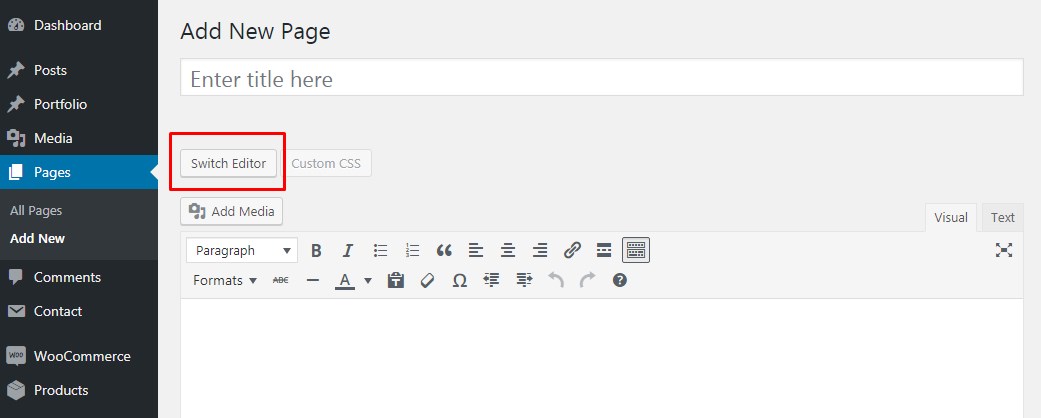 Dashboard
Posts
Portfolio
Media
Pages
All Pages
Add New
Comments
Contact
WooCommerce
Products
Add New Page
Enter title here
Switch Editor Custom CSS
Add Media
Visual Text
Paragraph B I
Formats ABC A Ω ?